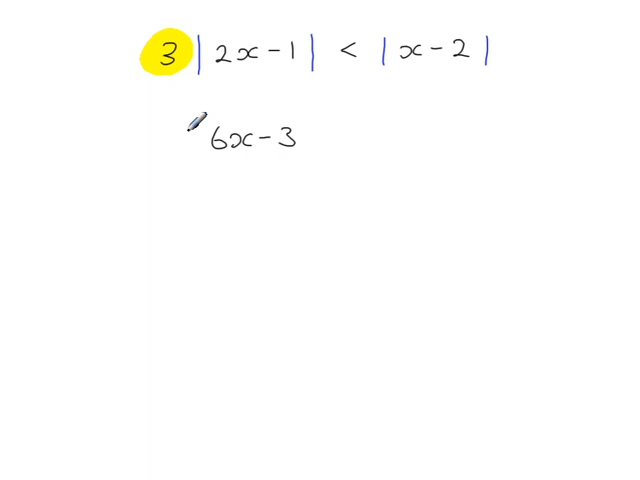 3 |2x − 1| < |x − 2|
6x − 3